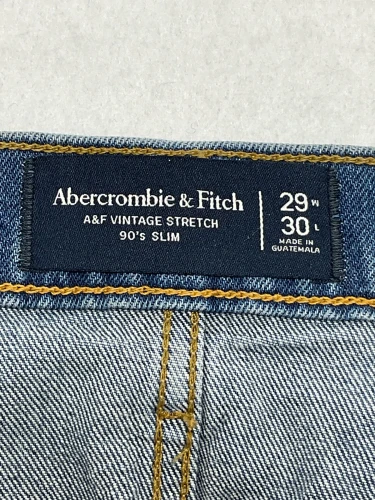 Abercrombie & Fitch
A&F VINTAGE STRETCH
90's SLIM
29 W
30 L
MADE IN
GUATEMALA